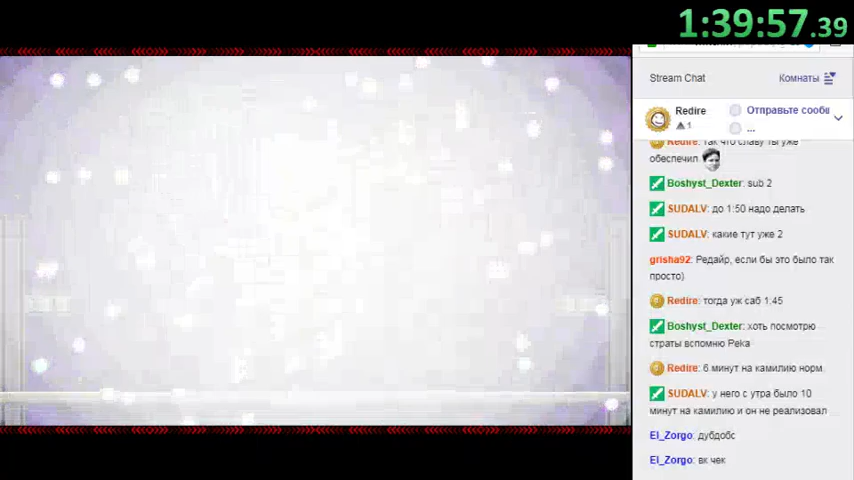 1:39:57.39
Stream Chat
Комнаты
Redire
Отправьте сообщ
1
...
Redire: так что славу ты уже
обеспечил
Boshyst_Dexter: sub 2
SUDALV: до 1:50 надо делать
SUDALV: какие тут уже 2
grisha92: Редайр, если бы это было так
просто)
Redire: тогда уж саб 1:45
Boshyst_Dexter: хоть посмотрю
страты вспомню Peka
Redire: 6 минут на камилию норм
SUDALV: у него с утра было 10
минут на камилию и он не реализовал
El_Zorgo: дубдобс
El_Zorgo: вк чек